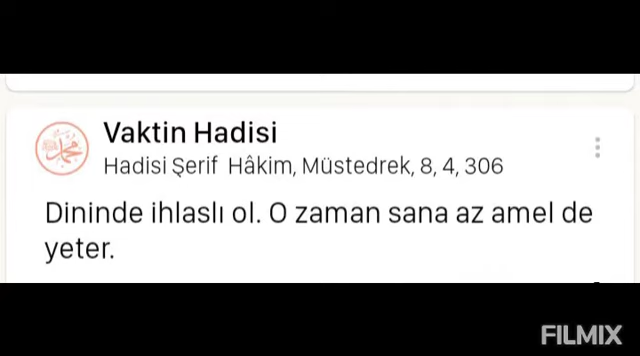 Vaktin Hadisi
Hadisi Şerif Hâkim, Müstedrek, 8, 4, 306
Dininde ihlaslı ol. O zaman sana az amel de
yeter.
FILMIX